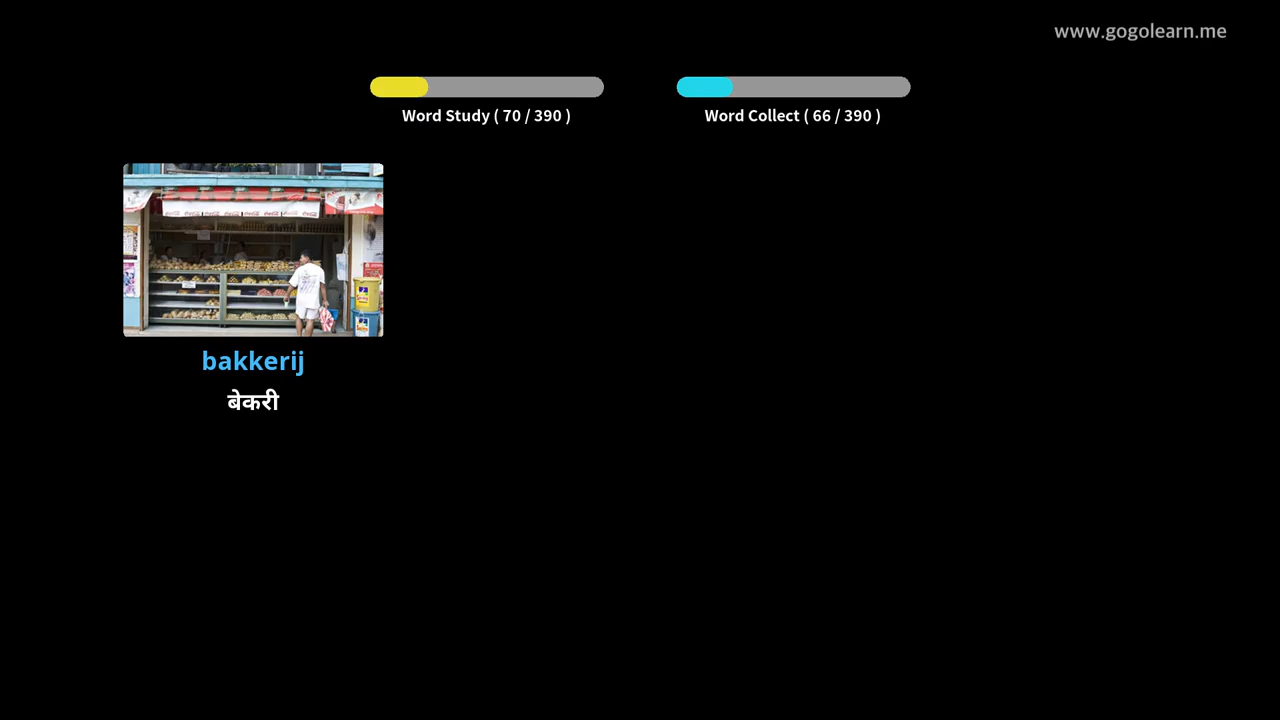 www.gogolearn.me
Word Study ( 70 / 390 )
Word Collect ( 66 / 390 )
bakkerij
बेकरी